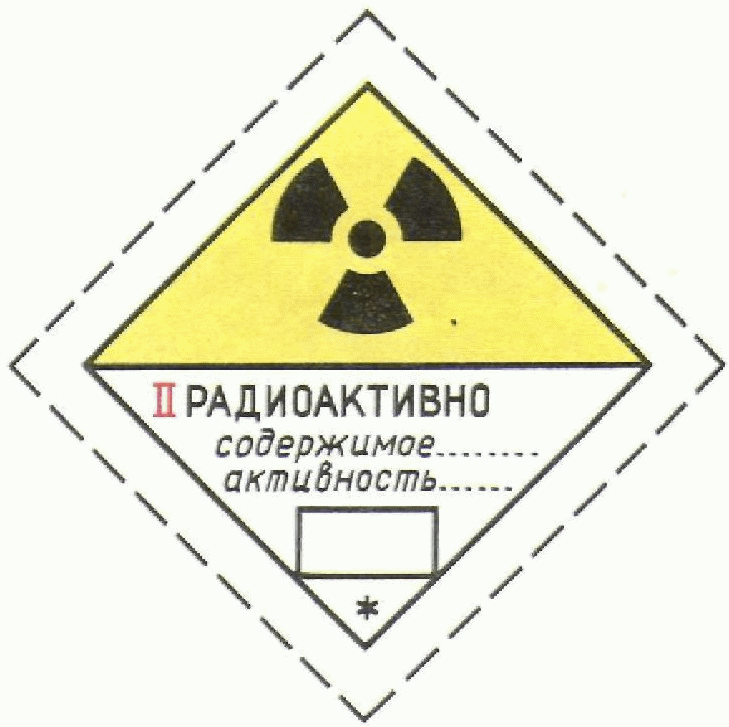 II РАДИОАКТИВНО
содержимое........
активность......
*